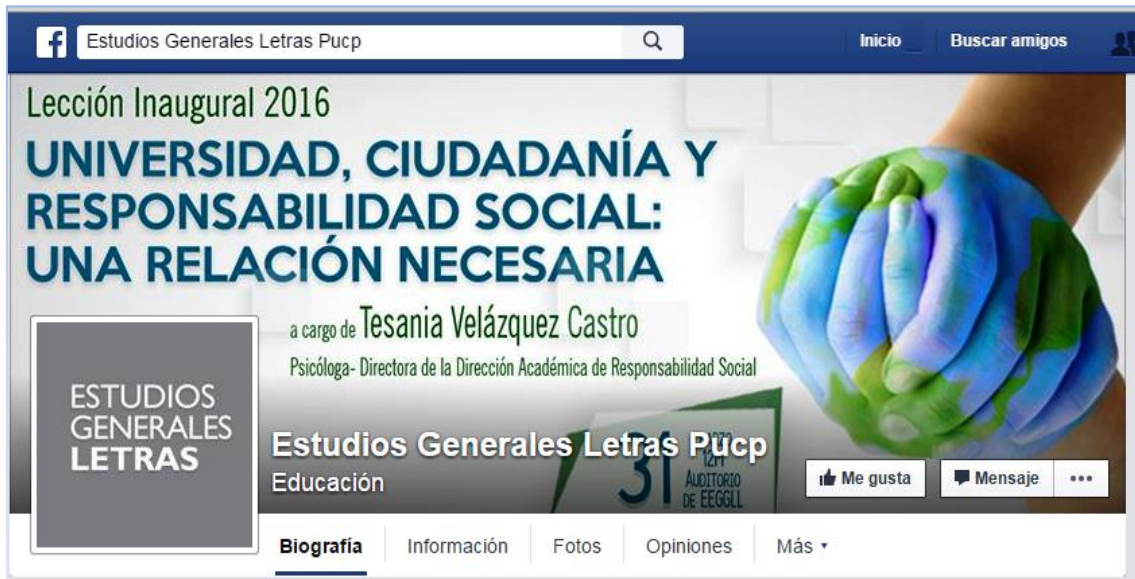 Estudios Generales Letras Pucp
Inicio
Buscar amigos
Lección Inaugural 2016
UNIVERSIDAD, CIUDADANÍA Y
RESPONSABILIDAD SOCIAL:
UNA RELACIÓN NECESARIA
a cargo de Tesania Velázquez Castro
Psicóloga- Directora de la Dirección Académica de Responsabilidad Social
ESTUDIOS
GENERALES
LETRAS
Estudios Generales Letras Pucp
Educación
31
12M
AUDITORIO
DE EEGGLL
Me gusta
Mensaje
Biografía
Información
Fotos
Opiniones
Más